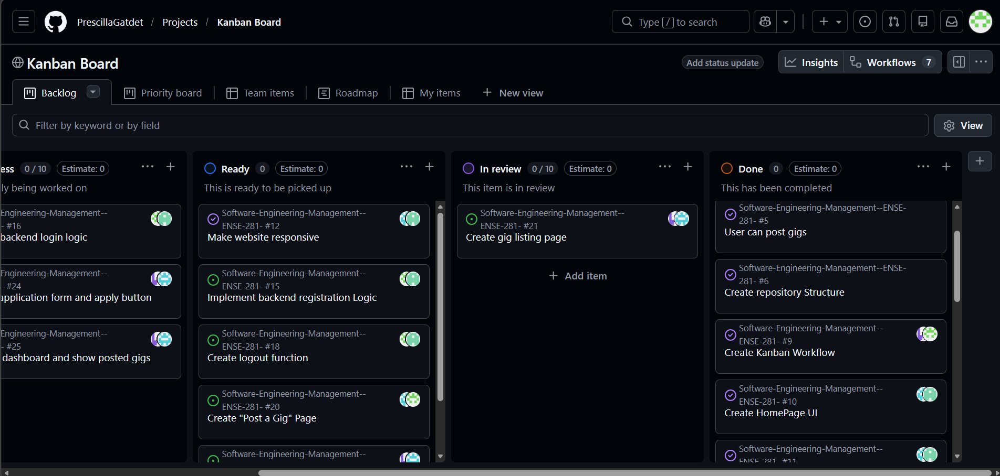 PrescillaGatdet / Projects / Kanban Board
Type / to search
Kanban Board
Add status update
Insights
Workflows 7
Backlog
Priority board
Team items
Roadmap
My items
New view
Filter by keyword or by field
View
ess 0 / 10 Estimate: 0
ly being worked on
Engineering-Management--
- #16
backend login logic
Engineering-Management--
- #24
application form and apply button
Engineering-Management--
- #25
dashboard and show posted gigs
Ready 0 Estimate: 0
This is ready to be picked up
Software-Engineering-Management--
ENSE-281- #12
Make website responsive
Software-Engineering-Management--
ENSE-281- #15
Implement backend registration Logic
Software-Engineering-Management--
ENSE-281- #18
Create logout function
Software-Engineering-Management--
ENSE-281- #20
Create "Post a Gig" Page
Software-Engineering-Management--
In review 0 / 10 Estimate: 0
This item is in review
Software-Engineering-Management--
ENSE-281- #21
Create gig listing page
Add item
Done 0 Estimate: 0
This has been completed
Software-Engineering-Management--ENSE-
281- #5
User can post gigs
Software-Engineering-Management--ENSE-
281- #6
Create repository Structure
Software-Engineering-Management--
ENSE-281- #9
Create Kanban Workflow
Software-Engineering-Management--
ENSE-281- #10
Create HomePage UI
Software-Engineering-Management--
ENSE-281- #11